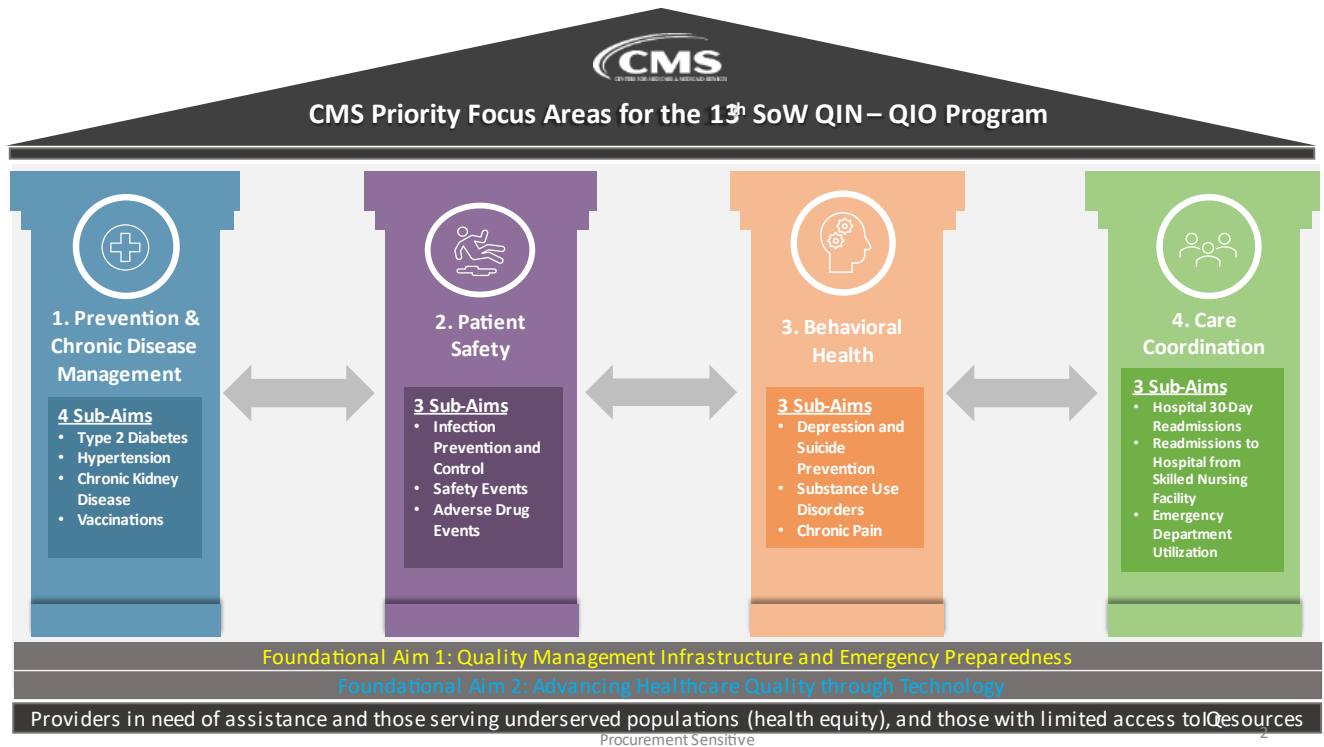 CMS
CENTERS FOR MEDICARE & MEDICAID SERVICES
CMS Priority Focus Areas for the 13th SoW QIN – QIO Program
1. Prevention &
Chronic Disease
Management
4 Sub-Aims
• Type 2 Diabetes
• Hypertension
• Chronic Kidney
Disease
• Vaccinations
2. Patient
Safety
3 Sub-Aims
• Infection
Prevention and
Control
• Safety Events
• Adverse Drug
Events
3. Behavioral
Health
3 Sub-Aims
• Depression and
Suicide
Prevention
• Substance Use
Disorders
• Chronic Pain
4. Care
Coordination
3 Sub-Aims
• Hospital 30-Day
Readmissions
• Readmissions to
Hospital from
Skilled Nursing
Facility
• Emergency
Department
Utilization
Foundational Aim 1: Quality Management Infrastructure and Emergency Preparedness
Foundational Aim 2: Advancing Healthcare Quality through Technology
Providers in need of assistance and those serving underserved populations (health equity), and those with limited access to resources
2
Procurement Sensitive